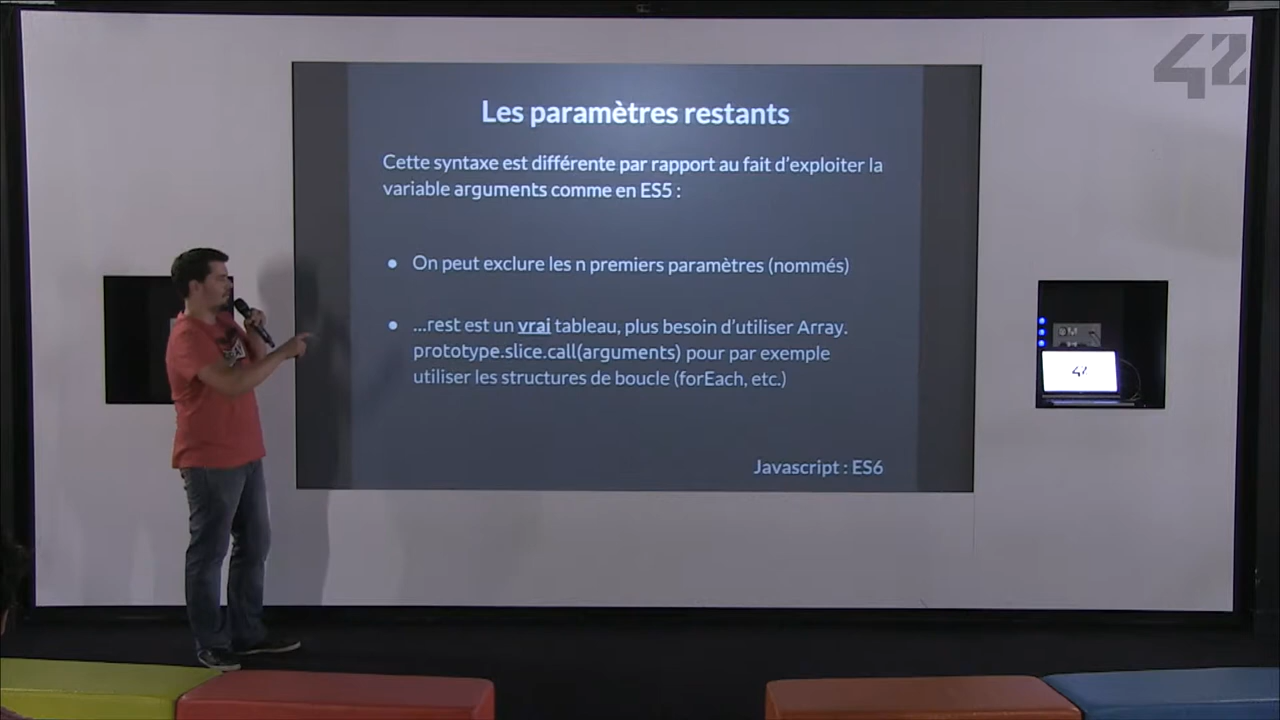 42
Les paramètres restants
Cette syntaxe est différente par rapport au fait d'exploiter la
variable arguments comme en ES5 :
● On peut exclure les n premiers paramètres (nommés)
● ...rest est un vrai tableau, plus besoin d'utiliser Array.
prototype.slice.call(arguments) pour par exemple
utiliser les structures de boucle (forEach, etc.)
Javascript : ES6
42